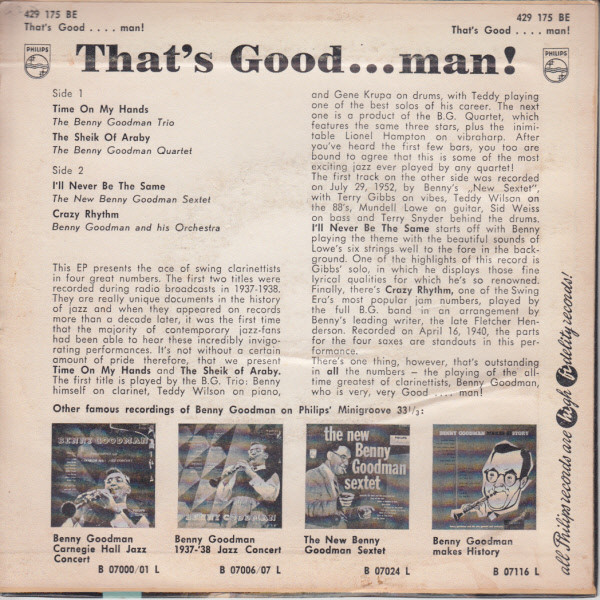 429 175 BE
That's Good . . . . man!
429 175 BE
That's Good . . . . man!
PHILIPS
PHILIPS
That's Good...man!
Side 1
Time On My Hands
The Benny Goodman Trio
The Sheik Of Araby
The Benny Goodman Quartet
Side 2
I'll Never Be The Same
The New Benny Goodman Sextet
Crazy Rhythm
Benny Goodman and his Orchestra
This EP presents the ace of swing clarinettists
in four great numbers. The first two titles were
recorded during radio broadcasts in 1937-1938.
They are really unique documents in the history
of jazz and when they appeared on records
more than a decade later, it was the first time
that the majority of contemporary jazz-fans
had been able to hear these incredibly invigo-
rating performances. It's not without a certain
amount of pride therefore, that we present
Time On My Hands and The Sheik Of Araby.
The first title is played by the B.G. Trio: Benny
himself on clarinet, Teddy Wilson on piano,
and Gene Krupa on drums, with Teddy playing
one of the best solos of his career. The next
one is a product of the B.G. Quartet, which
features the same three stars, plus the inimi-
table Lionel Hampton on vibraharp. After
you've heard the first few bars, you too are
bound to agree that this is some of the most
exciting jazz ever played by any quartet!
The first track on the other side was recorded
on July 29, 1952, by Benny's „New Sextet",
with Terry Gibbs on vibes, Teddy Wilson on
the 88's, Mundell Lowe on guitar, Sid Weiss
on bass and Terry Snyder behind the drums.
I'll Never Be The Same starts off with Benny
playing the theme with the beautiful sounds of
Lowe's six strings well to the fore in the back-
ground. One of the highlights of this record is
Gibbs' solo, in which he displays those fine
lyrical qualities for which he's so renowned.
Finally, there's Crazy Rhythm, one of the Swing
Era's most popular jam numbers, played by
the full B.G. band in an arrangement by
Benny's leading writer, the late Fletcher Hen-
derson. Recorded on April 16, 1940, the parts
for the four saxes are standouts in this per-
formance.
There's one thing, however, that's outstanding
in all the numbers – the playing of the all-
time greatest of clarinettists, Benny Goodman,
who is very, very Good .... man!
Other famous recordings of Benny Goodman on Philips' Minigroove 33 1/3:
BENNY GOODMAN
BENNY GOODMAN
the new
Benny
Goodman
sextet
BENNY GOODMAN
STORY
Benny Goodman
Carnegie Hall Jazz
Concert
B 07000/01 L
Benny Goodman
1937-'38 Jazz Concert
B 07006/07 L
The New Benny
Goodman Sextet
B 07024 L
Benny Goodman
makes History
B 07116 L
all Philips records are High Fidelity records!